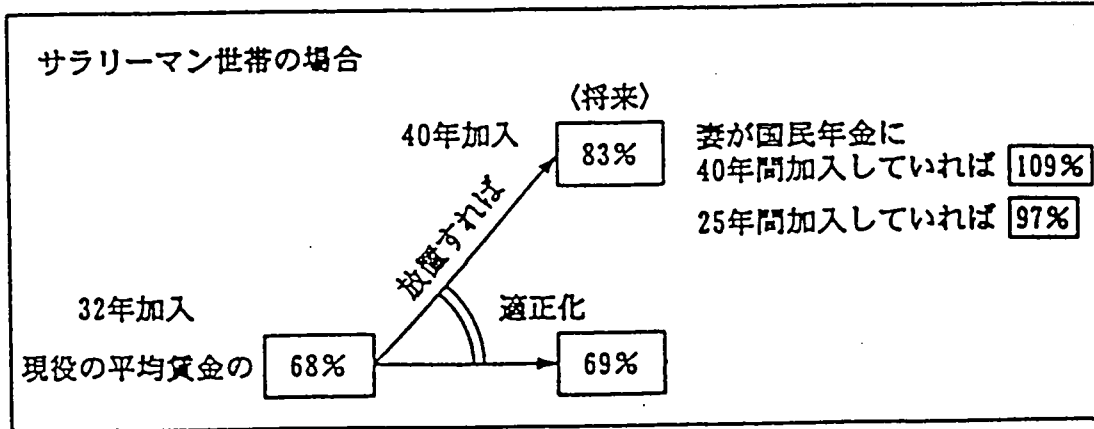 サラリーマン世帯の場合
〈将来〉
40年加入
83%
妻が国民年金に
40年間加入していれば 109%
25年間加入していれば 97%
放置すれば
32年加入
適正化
現役の平均賃金の 68%
69%